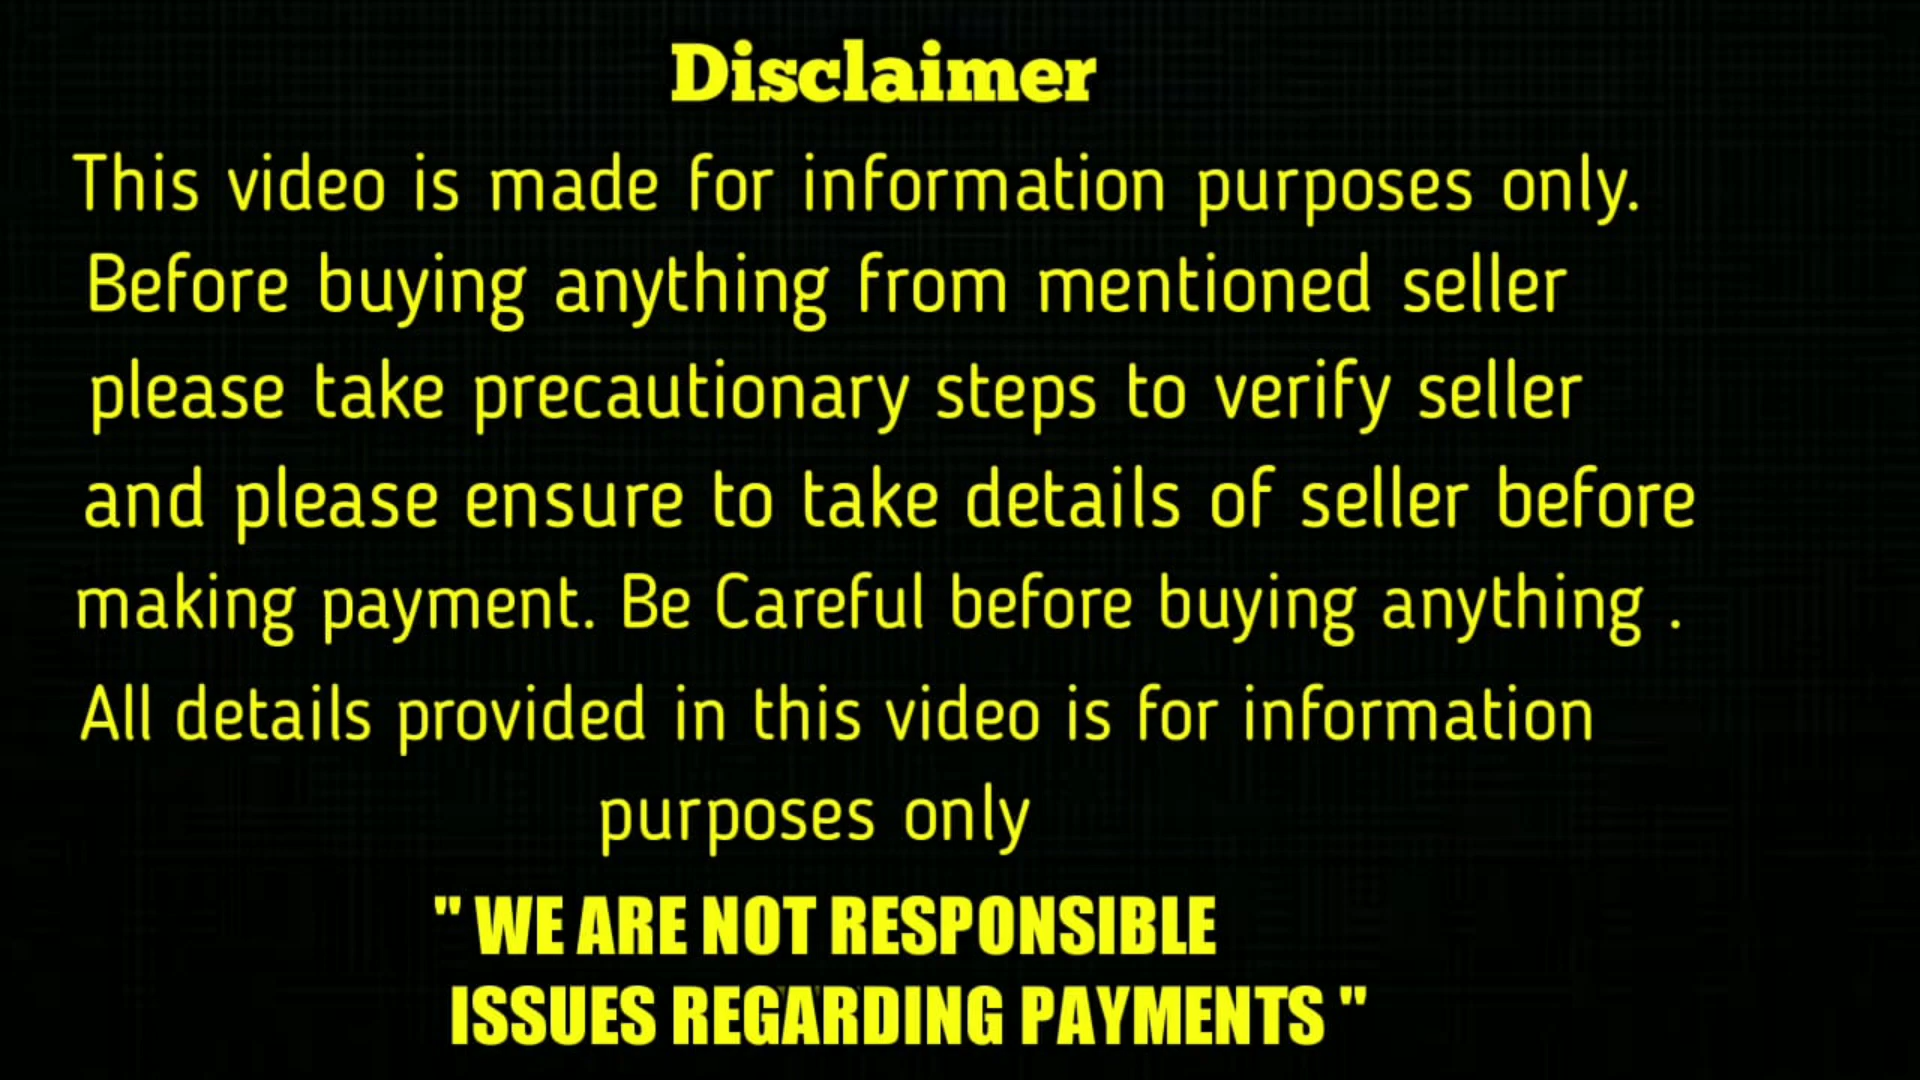 Disclaimer
This video is made for information purposes only.
Before buying anything from mentioned seller
please take precautionary steps to verify seller
and please ensure to take details of seller before
making payment. Be Careful before buying anything .
All details provided in this video is for information
purposes only
" WE ARE NOT RESPONSIBLE
ISSUES REGARDING PAYMENTS "